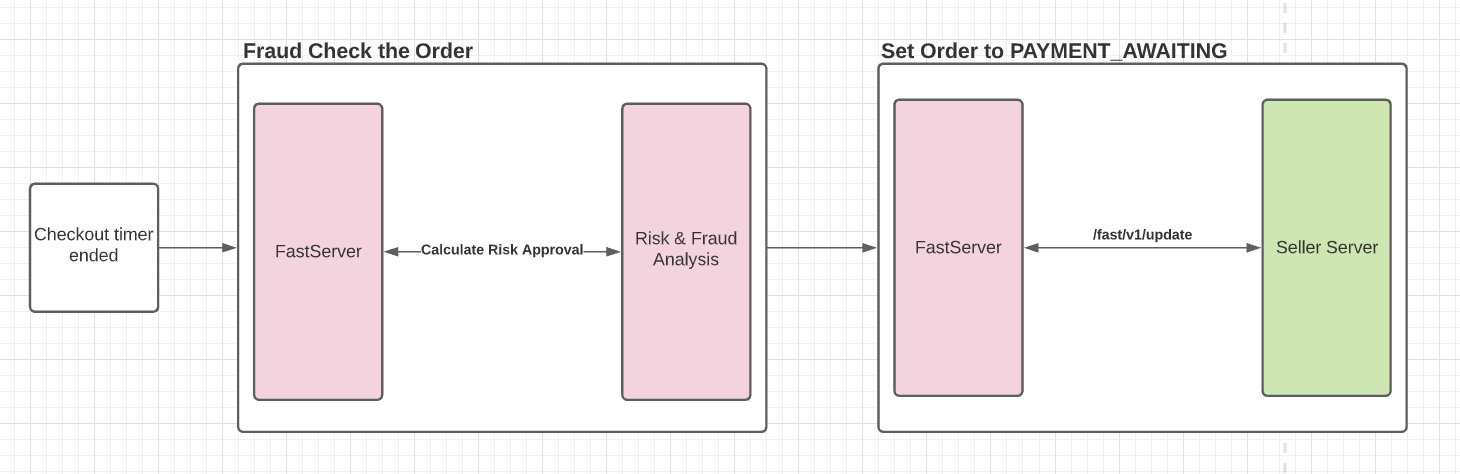 Fraud Check the Order
Set Order to PAYMENT_AWAITING
Checkout timer
ended
FastServer
Calculate Risk Approval
Risk & Fraud
Analysis
FastServer
/fast/v1/update
Seller Server